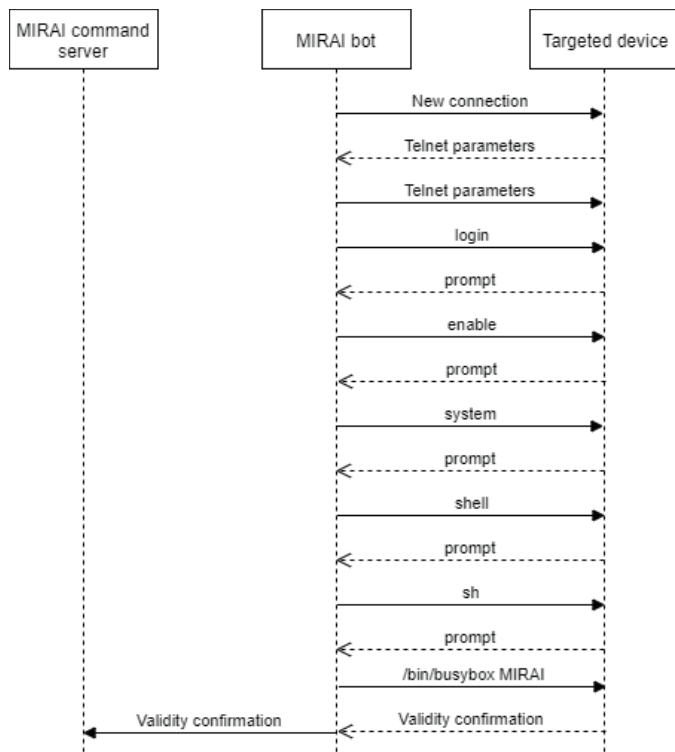 MIRAI command
server
MIRAI bot
Targeted device
New connection
Telnet parameters
Telnet parameters
login
prompt
enable
prompt
system
prompt
shell
prompt
sh
prompt
/bin/busybox MIRAI
Validity confirmation
Validity confirmation